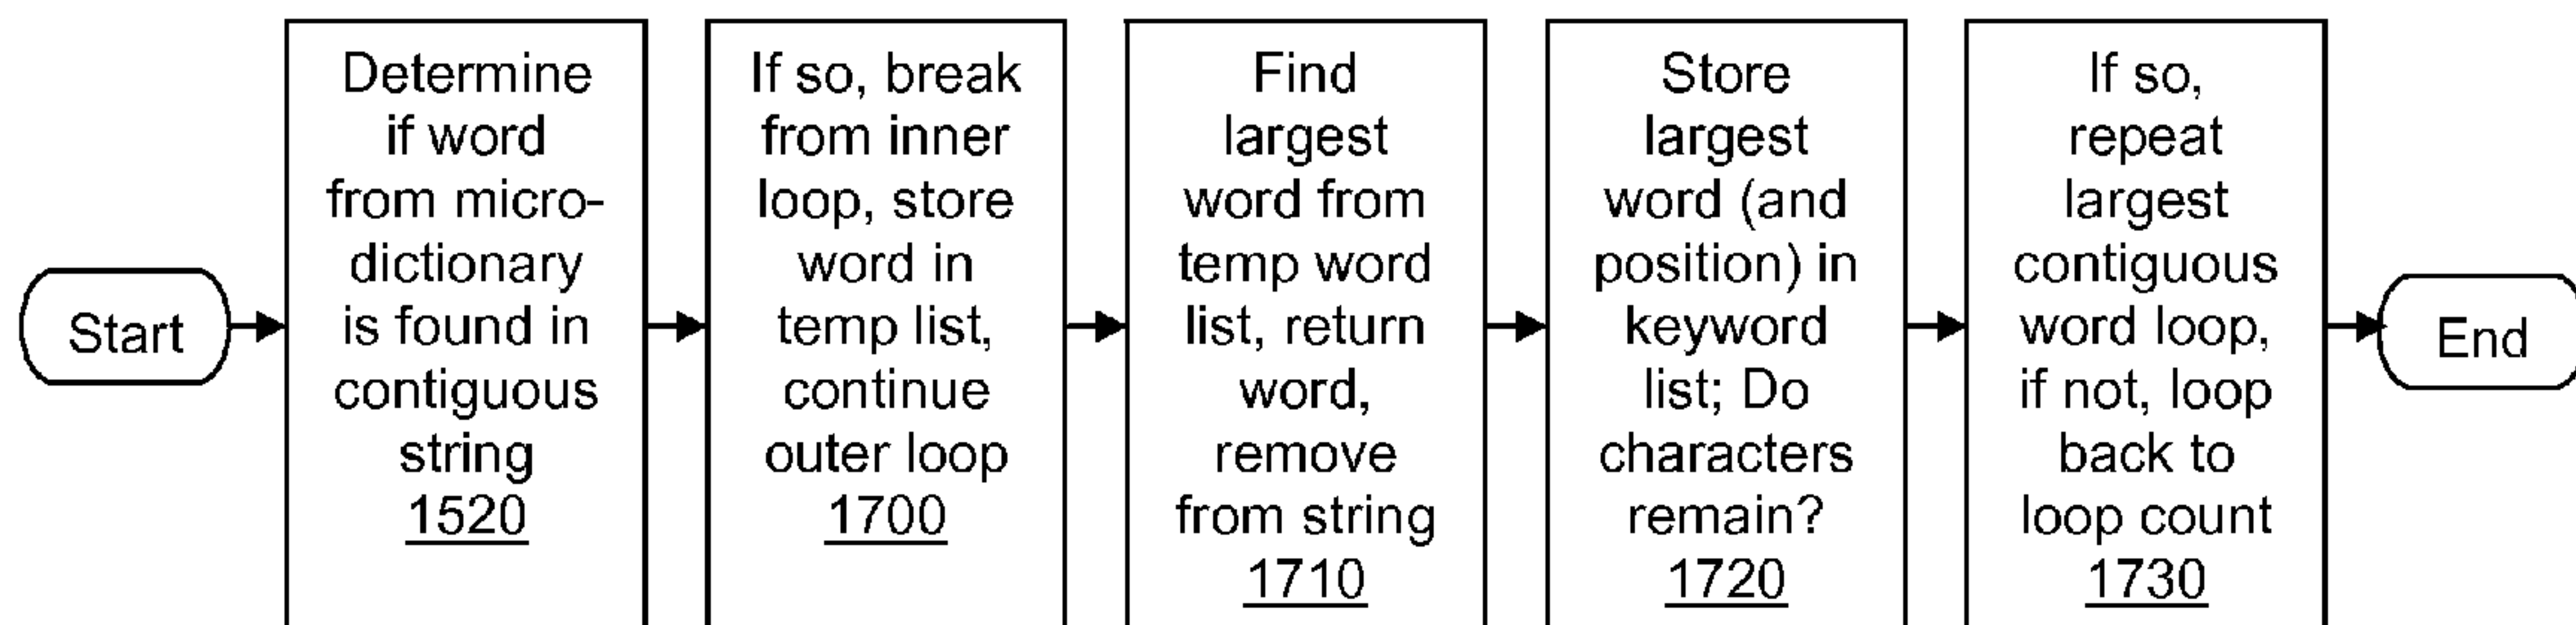 Start
Determine
if word
from micro-
dictionary
is found in
contiguous
string
1520
If so, break
from inner
loop, store
word in
temp list,
continue
outer loop
1700
Find
largest
word from
temp word
list, return
word,
remove
from string
1710
Store
largest
word (and
position) in
keyword
list; Do
characters
remain?
1720
If so,
repeat
largest
contiguous
word loop,
if not, loop
back to
loop count
1730
End